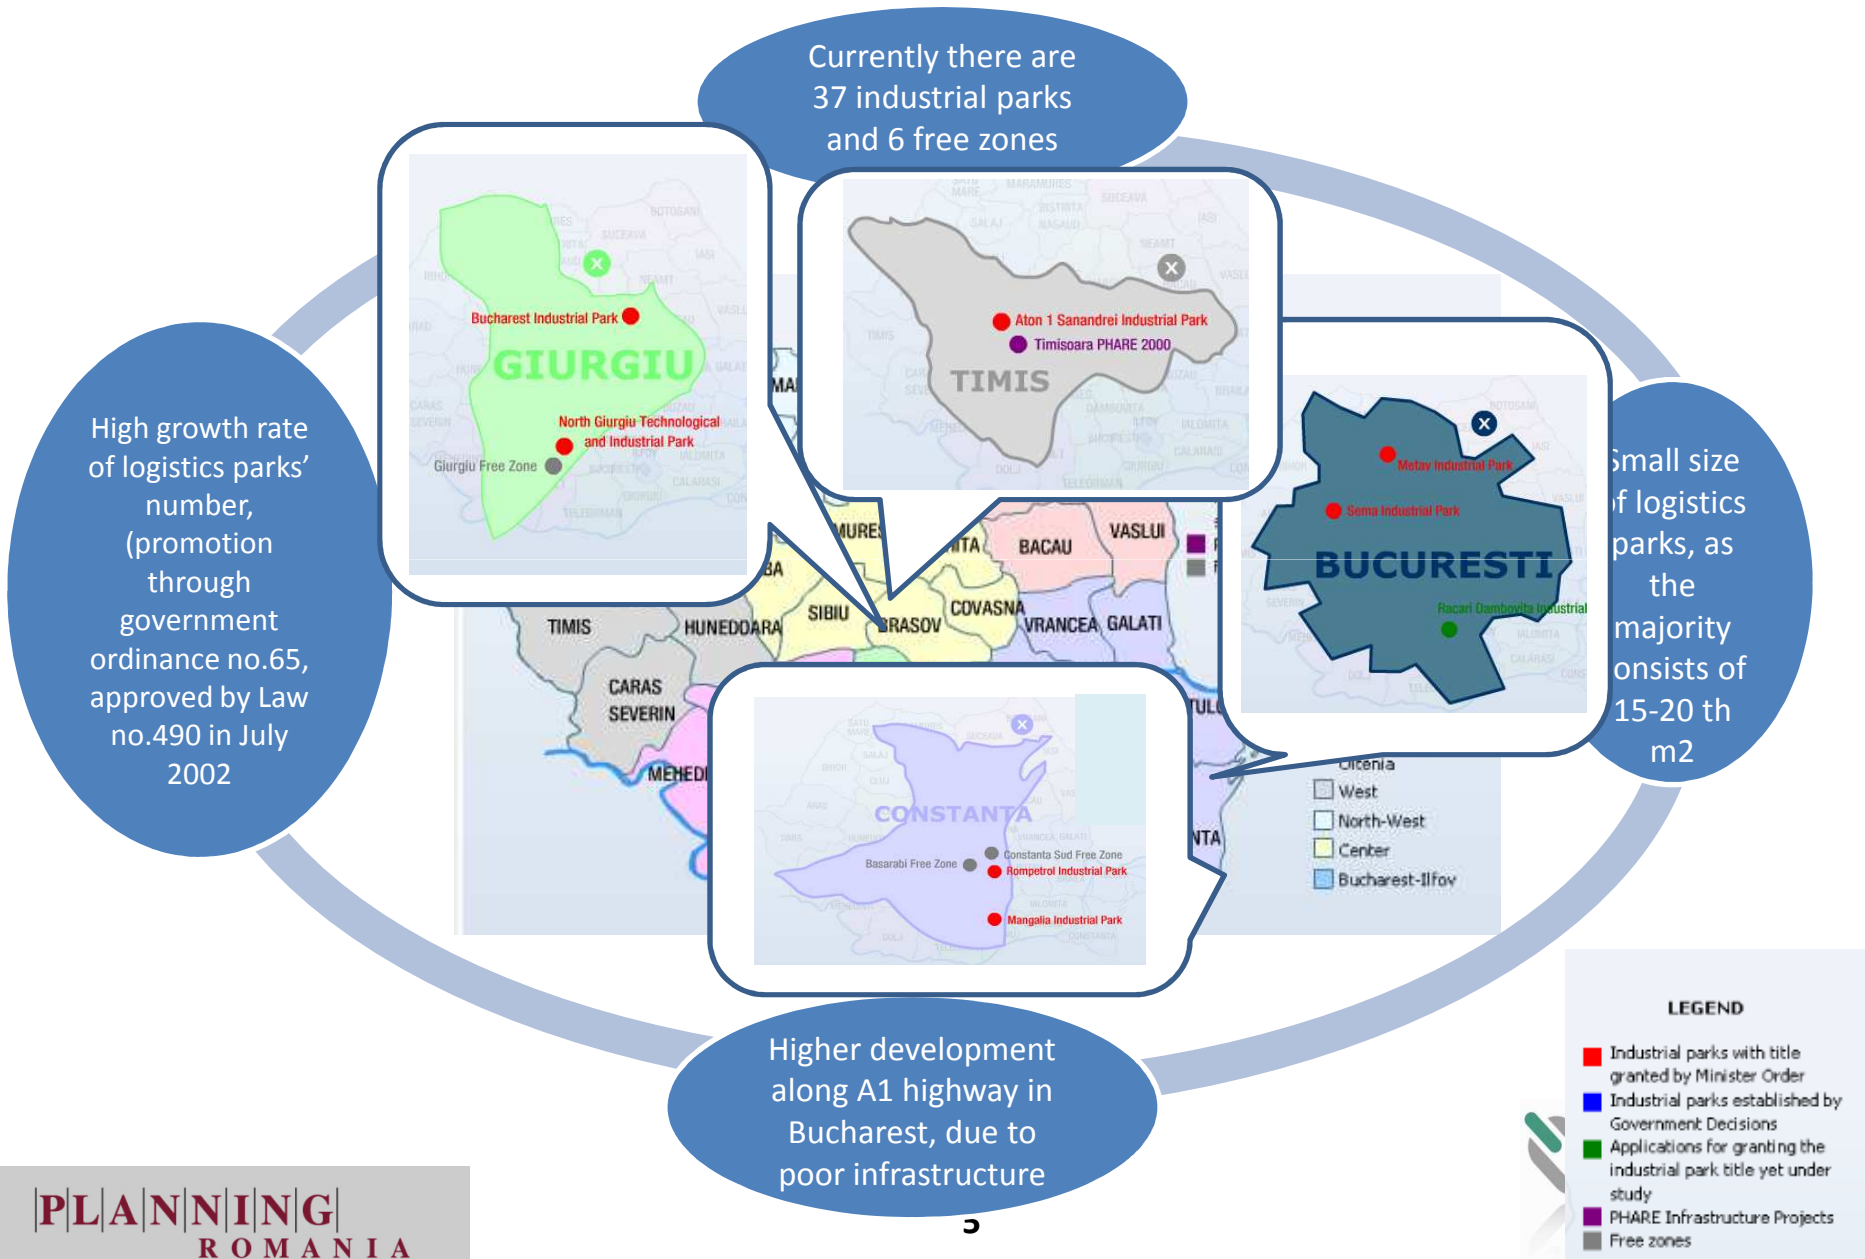 Currently there are
37 industrial parks
and 6 free zones
High growth rate
of logistics parks'
number,
(promotion
through
government
ordinance no.65,
approved by Law
no.490 in July
2002
Small size
of logistics
parks, as
the
majority
consists of
15-20 th
m2
Higher development
along A1 highway in
Bucharest, due to
poor infrastructure
X
Bucharest Industrial Park
GIURGIU
North Giurgiu Technological
and Industrial Park
Giurgiu Free Zone
X
Aton 1 Sanandrei Industrial Park
Timisoara PHARE 2000
TIMIS
X
Metav Industrial Park
Sema Industrial Park
BUCURESTI
Racari Dambovita Industrial
X
CONSTANTA
Constanta Sud Free Zone
Basarabi Free Zone
Rompetrol Industrial Park
Mangalia Industrial Park
BACAU
VASLUI
TIMIS
HUNEDOARA
SIBIU
BRASOV
COVASNA
VRANCEA
GALATI
CARAS
SEVERIN
Oltenia
West
North-West
Center
Bucharest-Ilfov
LEGEND
Industrial parks with title
granted by Minister Order
Industrial parks established by
Government Decisions
Applications for granting the
industrial park title yet under
study
PHARE Infrastructure Projects
Free zones
PLANNING
ROMANIA